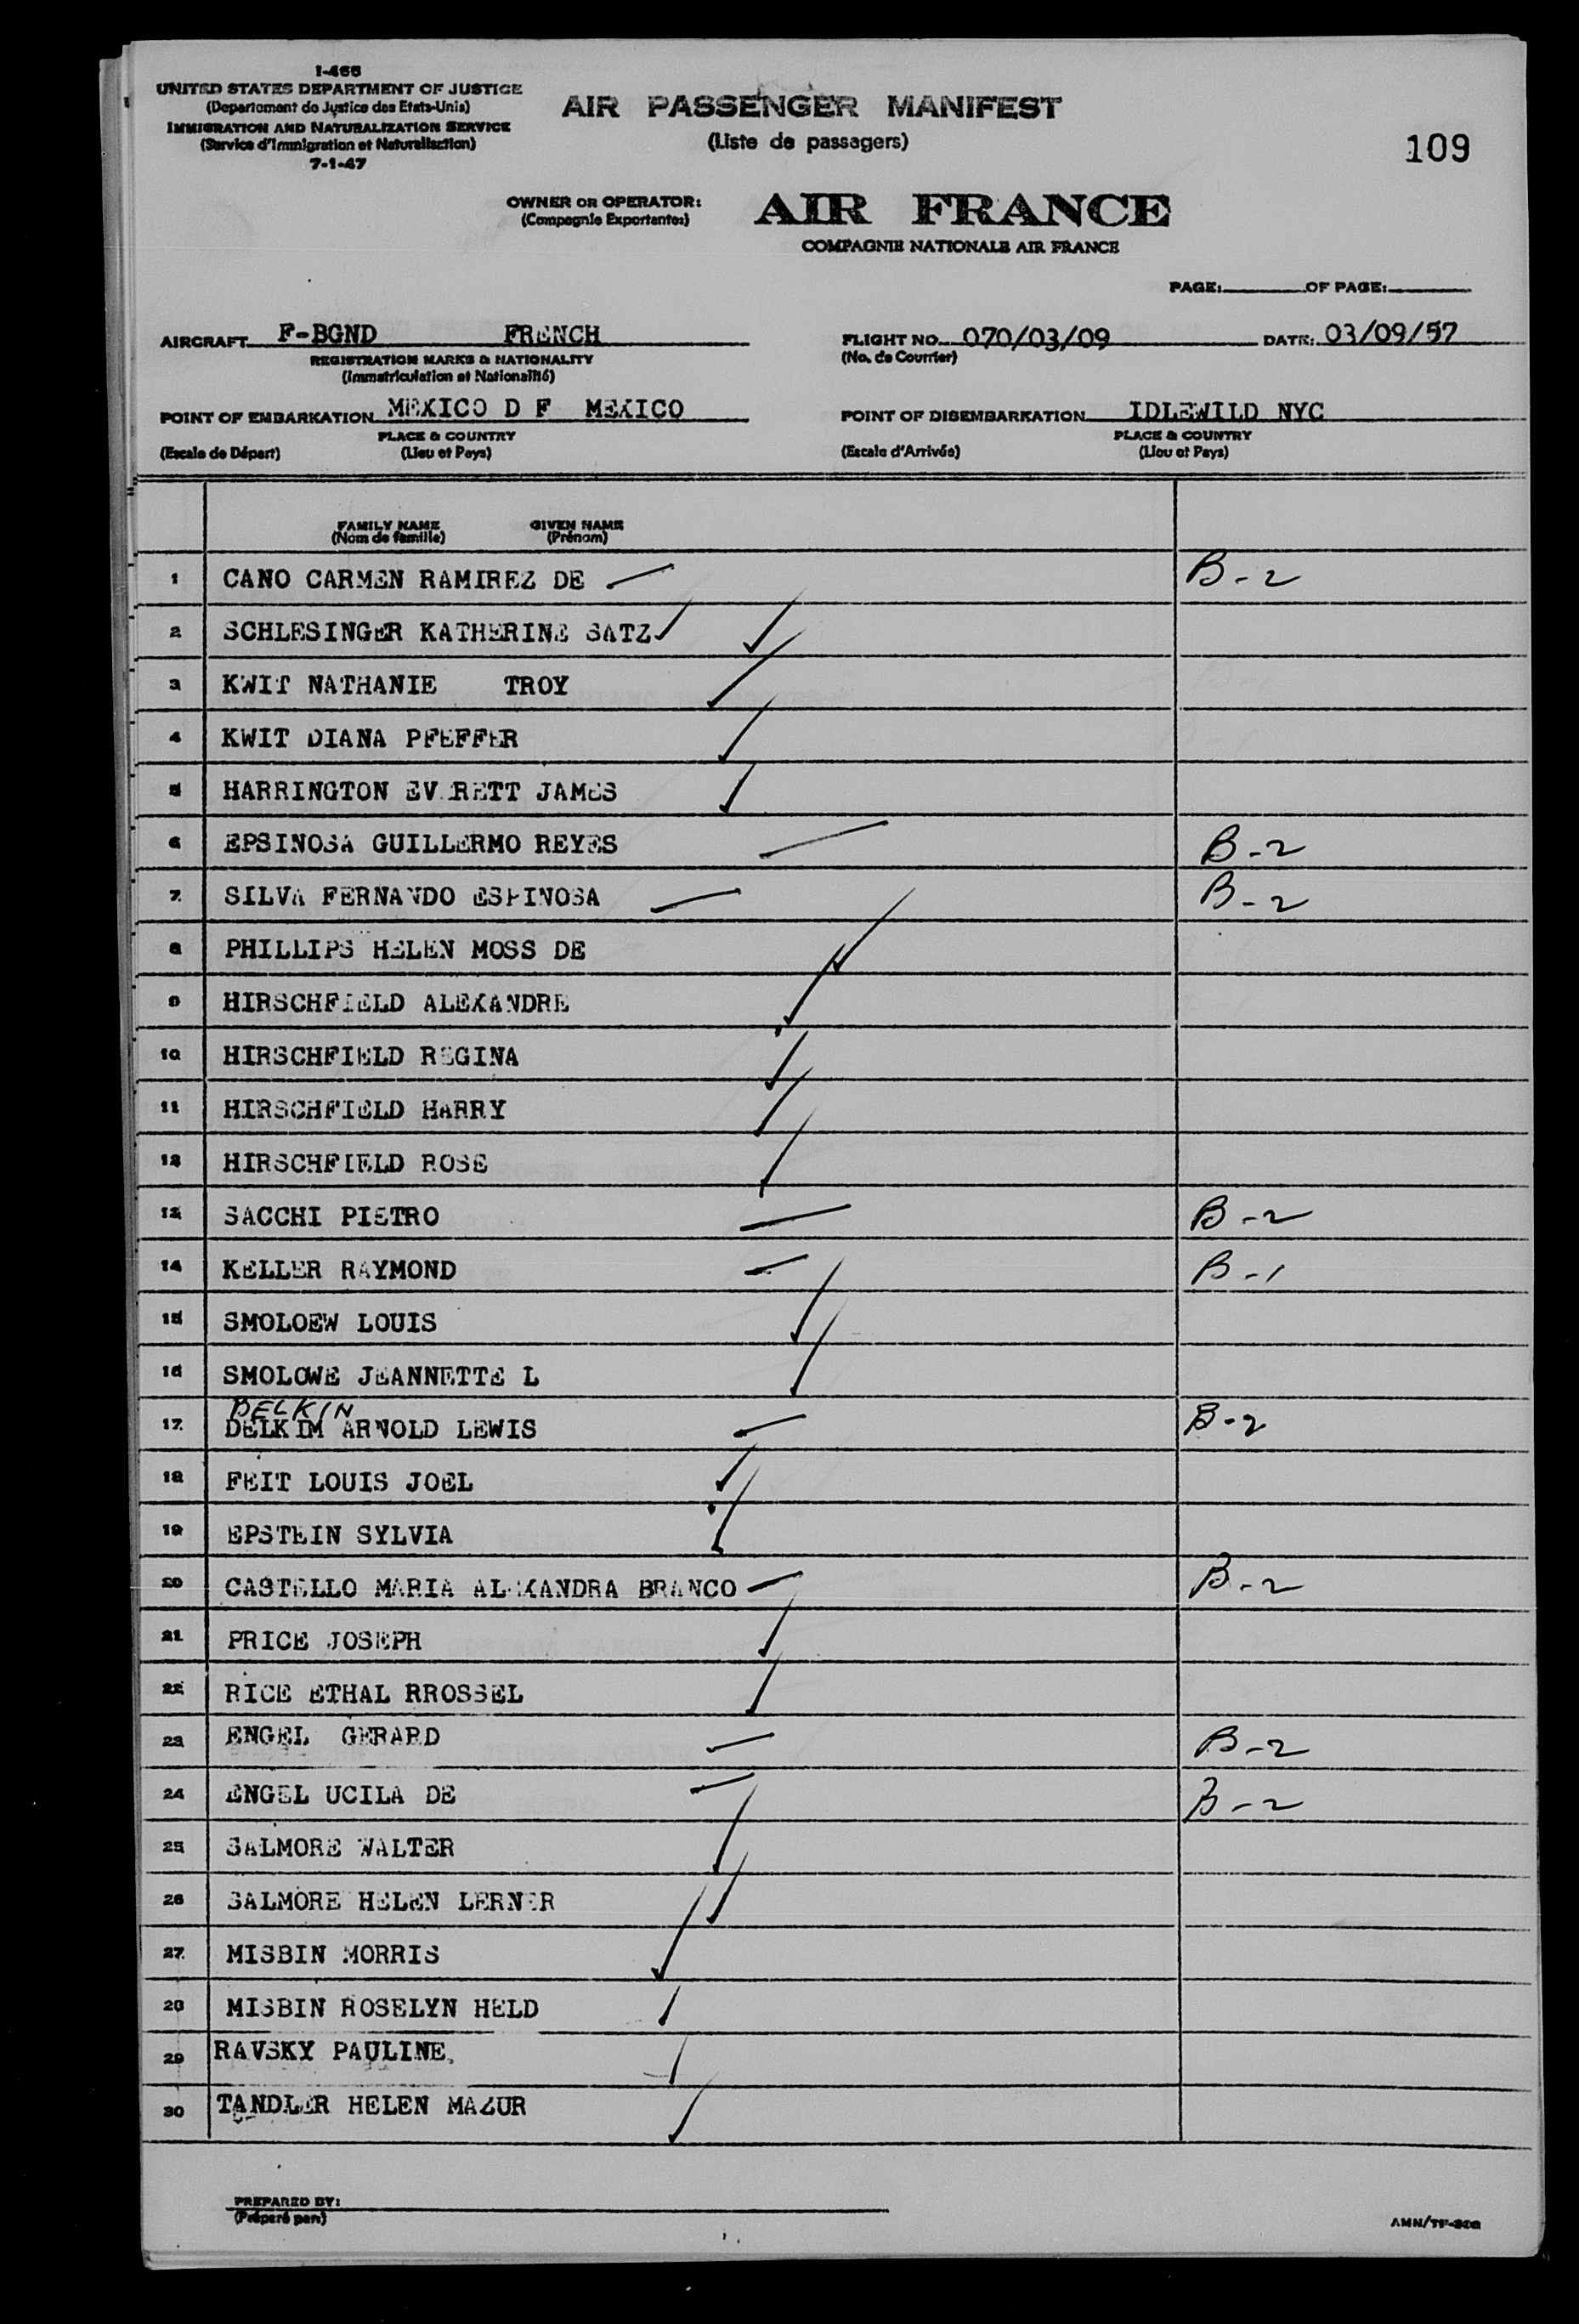 I-466
UNITED STATES DEPARTMENT OF JUSTICE
(Departement de Justice des Etats-Unis)
IMMIGRATION AND NATURALIZATION SERVICE
(Service d'Immigration et Naturalisation)
7-1-47
AIR PASSENGER MANIFEST
(Liste de passagers)
109
OWNER OR OPERATOR:
(Compagnie Exportantes)
AIR FRANCE
COMPAGNIE NATIONALE AIR FRANCE
PAGE: OF PAGE:
AIRCRAFT F-BGND FRENCH
REGISTRATION MARKS & NATIONALITY
(Immatriculation et Nationalité)
FLIGHT NO. 070/03/09 DATE: 03/09/57
(No. de Courrier)
POINT OF EMBARKATION MEXICO D F MEXICO
PLACE & COUNTRY
(Escale de Départ) (Lieu et Pays)
POINT OF DISEMBARKATION IDLEWILD NYC
PLACE & COUNTRY
(Escale d'Arrivée) (Lieu et Pays)
FAMILY NAME GIVEN NAME
(Nom de famille) (Prénom)
1 CANO CARMEN RAMIREZ DE B-2
2 SCHLESINGER KATHERINE SATZ
3 KWIT NATHANIE TROY
4 KWIT DIANA PFEFFER
5 HARRINGTON EV RETT JAMES
6 EPSINOSA GUILLERMO REYES B-2
7 SILVA FERNANDO ESPINOSA B-2
8 PHILLIPS HELEN MOSS DE
9 HIRSCHFIELD ALEXANDRE
10 HIRSCHFIELD REGINA
11 HIRSCHFIELD HARRY
12 HIRSCHFIELD ROSE
13 SACCHI PIETRO B-2
14 KELLER RAYMOND B-1
15 SMOLOEW LOUIS
16 SMOLOWE JEANNETTE L
BELKIN
17 DELKIM ARNOLD LEWIS B-2
18 FEIT LOUIS JOEL
19 EPSTEIN SYLVIA
20 CASTELLO MARIA ALEXANDRA BRANCO B-2
21 PRICE JOSEPH
22 RICE ETHAL RROSSEL
23 ENGEL GERARD B-2
24 ENGEL UCILA DE B-2
25 SALMORE WALTER
26 SALMORE HELEN LERNER
27 MISBIN MORRIS
28 MISBIN ROSELYN HELD
29 RAVSKY PAULINE
30 TANDLER HELEN MAZUR
PREPARED BY:
(Préparé par:)